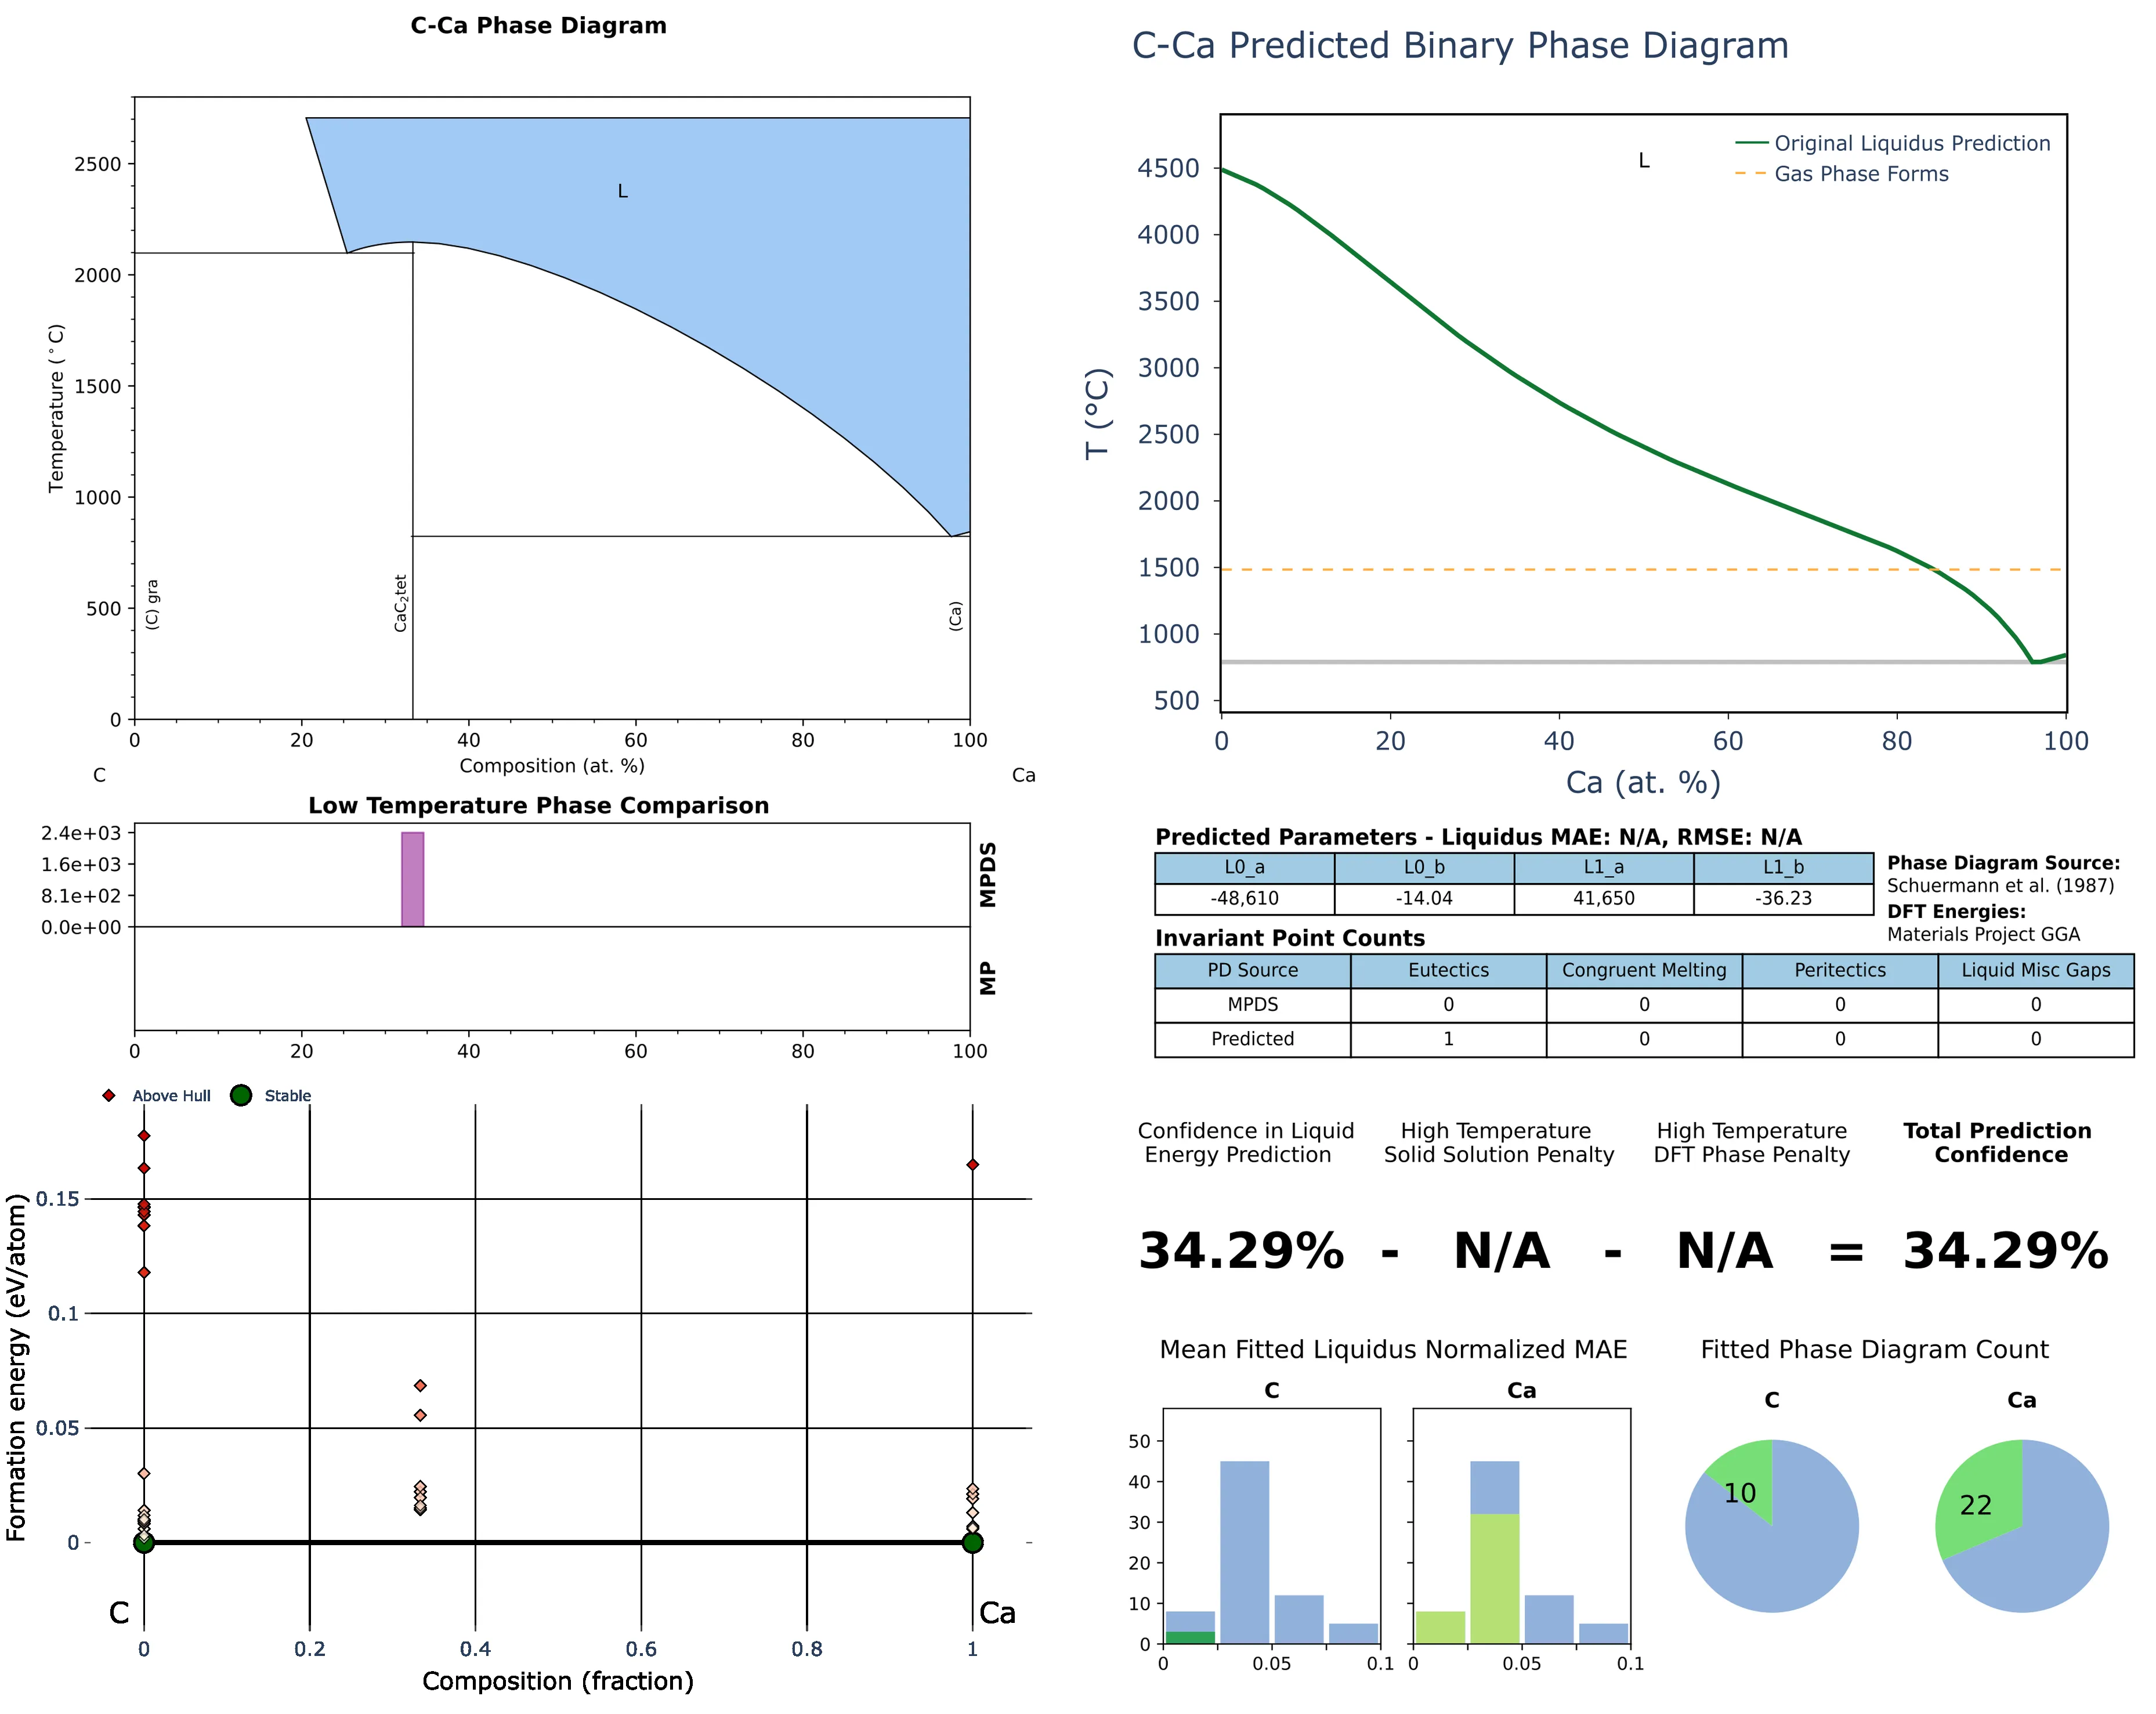 C-Ca Phase Diagram
2500
2000
1500
1000
500
0
Temperature (°C)
L
(C) gra
CaC₂tet
(Ca)
0 20 40 60 80 100
Composition (at. %)
C Ca
Low Temperature Phase Comparison
2.4e+03
1.6e+03
8.1e+02
0.0e+00
MPDS
MP
0 20 40 60 80 100
Above Hull Stable
0.15
0.1
0.05
0
Formation energy (eV/atom)
C Ca
0 0.2 0.4 0.6 0.8 1
Composition (fraction)
C-Ca Predicted Binary Phase Diagram
L
Original Liquidus Prediction
Gas Phase Forms
4500
4000
3500
3000
2500
2000
1500
1000
500
T (°C)
0 20 40 60 80 100
Ca (at. %)
Predicted Parameters - Liquidus MAE: N/A, RMSE: N/A
L0_a L0_b L1_a L1_b
-48,610 -14.04 41,650 -36.23
Phase Diagram Source:
Schuermann et al. (1987)
DFT Energies:
Materials Project GGA
Invariant Point Counts
PD Source Eutectics Congruent Melting Peritectics Liquid Misc Gaps
MPDS 0 0 0 0
Predicted 1 0 0 0
Confidence in Liquid
Energy Prediction
High Temperature
Solid Solution Penalty
High Temperature
DFT Phase Penalty
Total Prediction
Confidence
34.29% - N/A - N/A = 34.29%
Mean Fitted Liquidus Normalized MAE
C Ca
50
40
30
20
10
0
0 0.05 0.1 0 0.05 0.1
Fitted Phase Diagram Count
C Ca
10 22